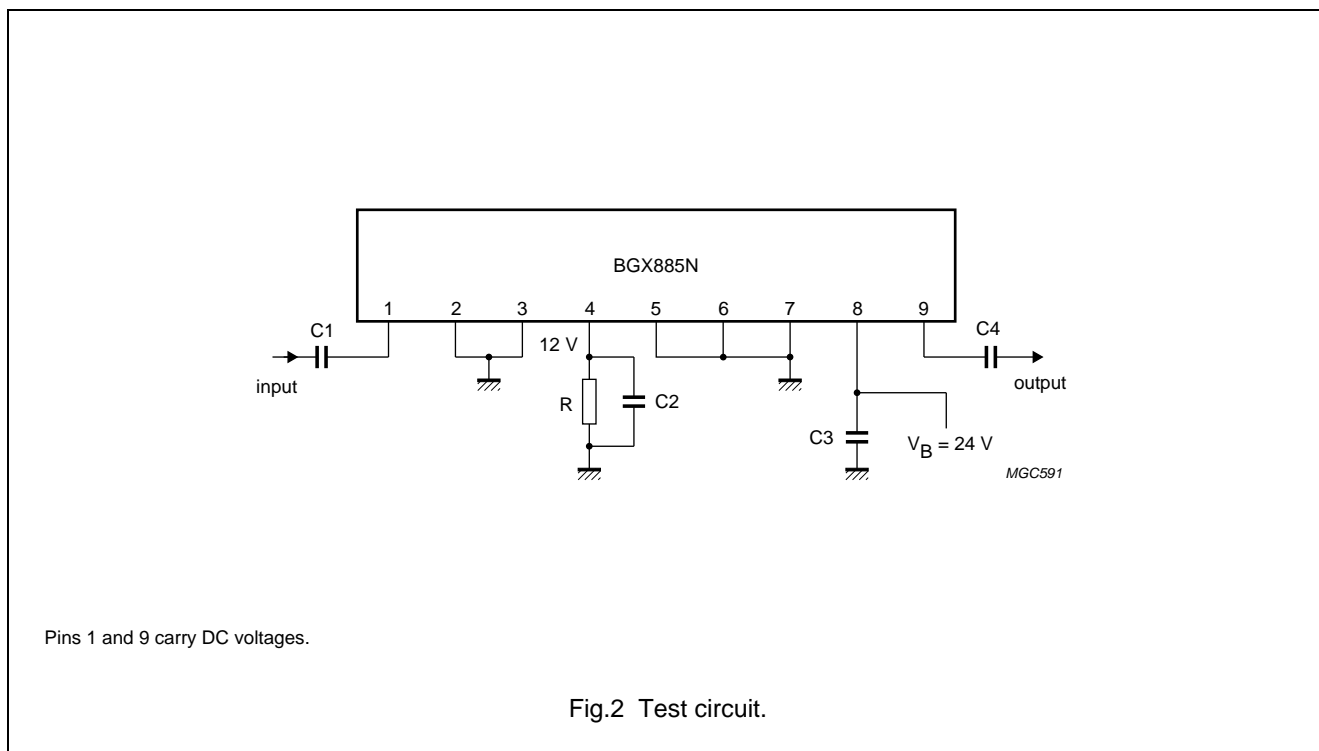 BGX885N
1 2 3 4 5 6 7 8 9
C1
input
12 V
R
C2
C3
V_B = 24 V
C4
output
MGC591
Pins 1 and 9 carry DC voltages.
Fig.2 Test circuit.